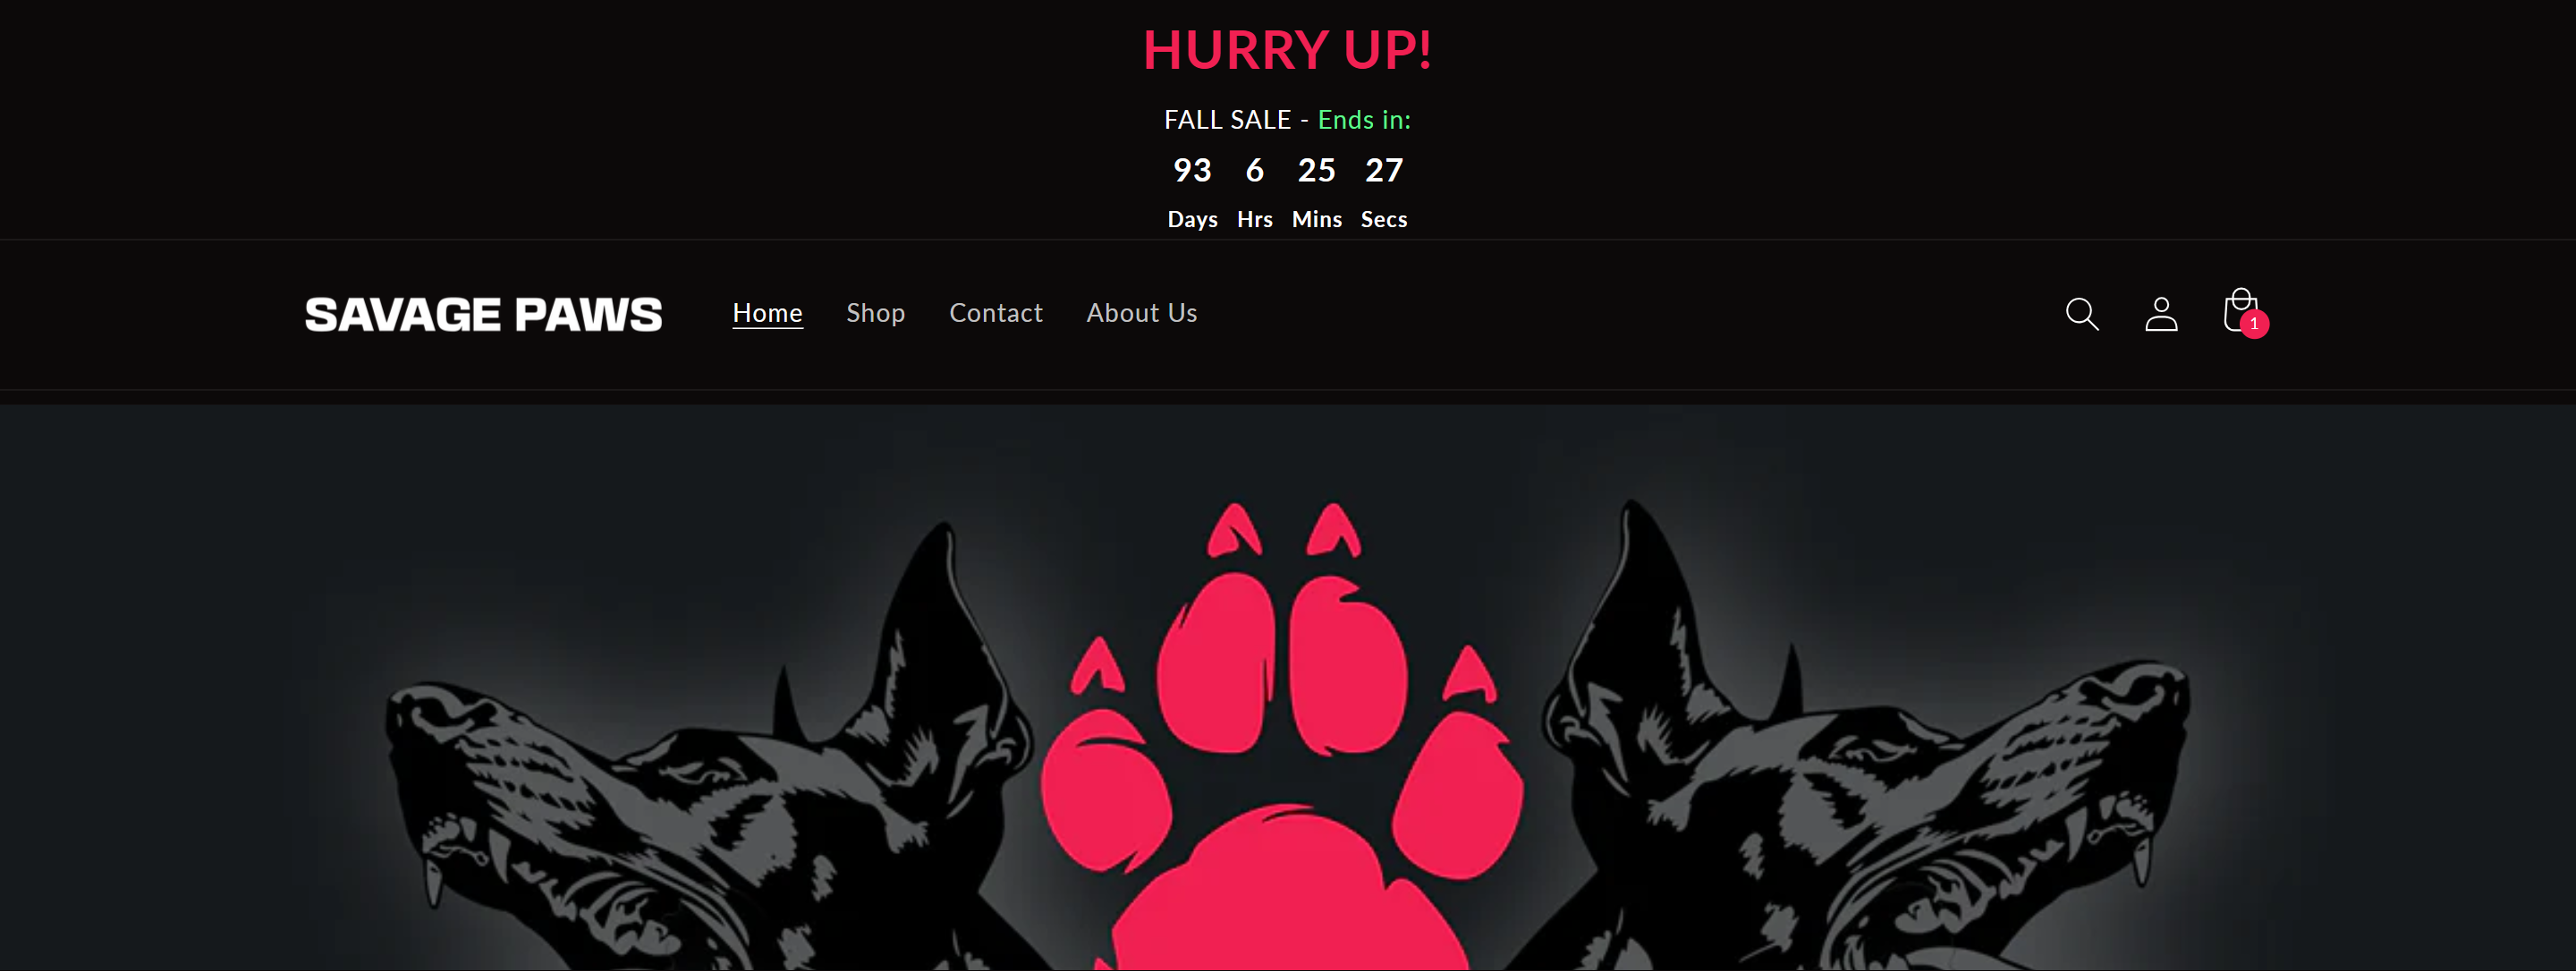 HURRY UP!
FALL SALE - Ends in:
93 6 25 27
Days Hrs Mins Secs
SAVAGE PAWS Home Shop Contact About Us 1